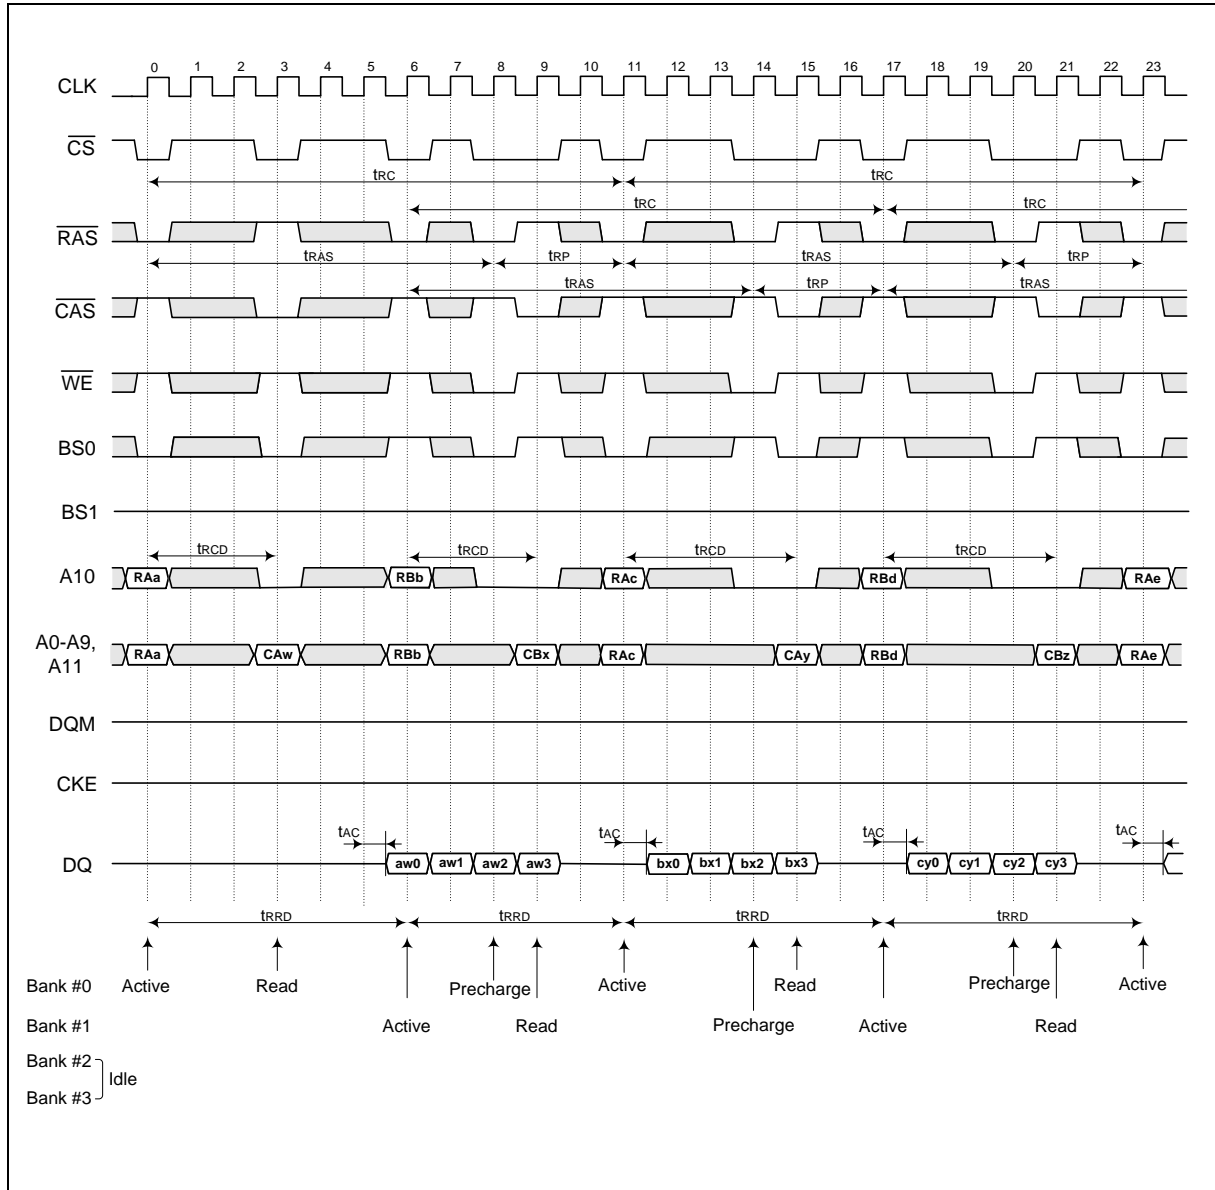 0 1 2 3 4 5 6 7 8 9 10 11 12 13 14 15 16 17 18 19 20 21 22 23
CLK
CS
tRC tRC
tRC tRC
RAS
tRAS tRP tRAS tRP
tRAS tRP tRAS
CAS
WE
BS0
BS1
tRCD tRCD tRCD tRCD
A10 RAa RBb RAc RBd RAe
A0-A9,
A11 RAa CAw RBb CBx RAc CAy RBd CBz RAe
DQM
CKE
tAC tAC tAC tAC
DQ aw0 aw1 aw2 aw3 bx0 bx1 bx2 bx3 cy0 cy1 cy2 cy3
tRRD tRRD tRRD tRRD
Bank #0 Active Read Precharge Active Read Precharge Active
Bank #1 Active Read Precharge Active Read
Bank #2
Idle
Bank #3